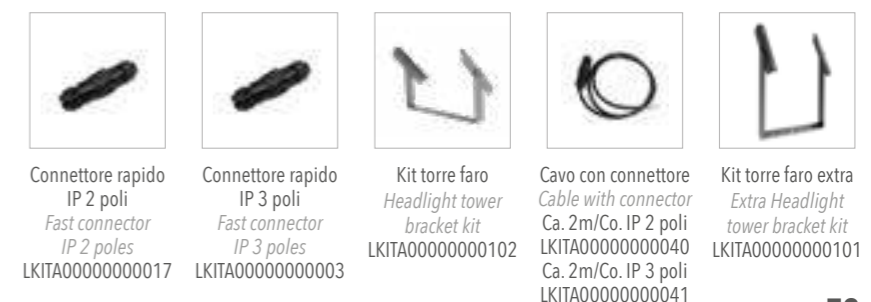 Connettore rapido
IP 2 poli
Fast connector
IP 2 poles
LKITA00000000017
Connettore rapido
IP 3 poli
Fast connector
IP 3 poles
LKITA00000000003
Kit torre faro
Headlight tower
bracket kit
LKITA00000000102
Cavo con connettore
Cable with connector
Ca. 2m/Co. IP 2 poli
LKITA00000000040
Ca. 2m/Co. IP 3 poli
LKITA00000000041
Kit torre faro extra
Extra Headlight
tower bracket kit
LKITA00000000101